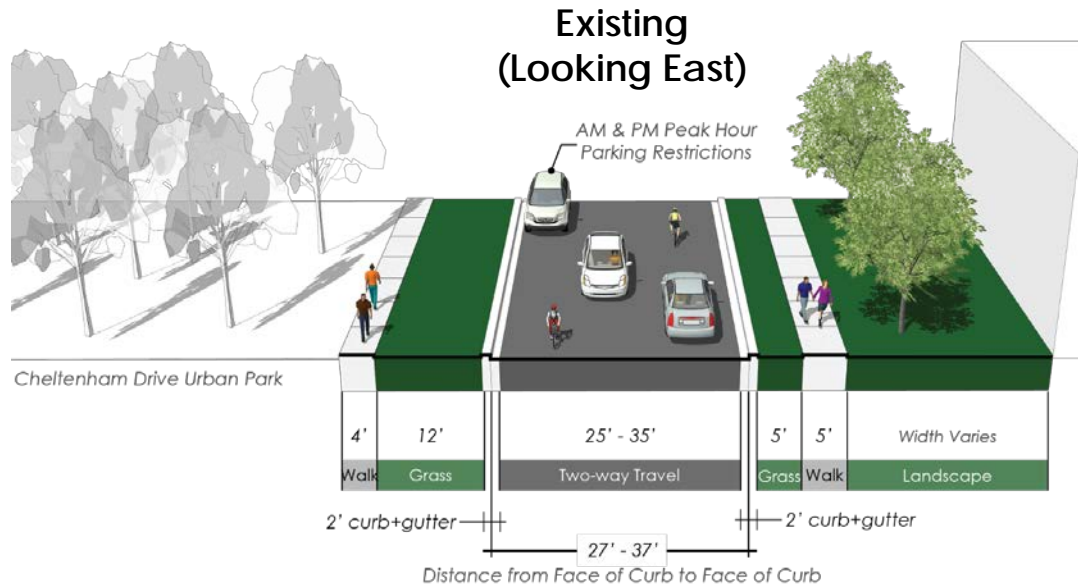 Existing
(Looking East)
AM & PM Peak Hour
Parking Restrictions
Cheltenham Drive Urban Park
4' 12' 25' - 35' 5' 5' Width Varies
Walk Grass Two-way Travel Grass Walk Landscape
2' curb+gutter 2' curb+gutter
27' - 37'
Distance from Face of Curb to Face of Curb